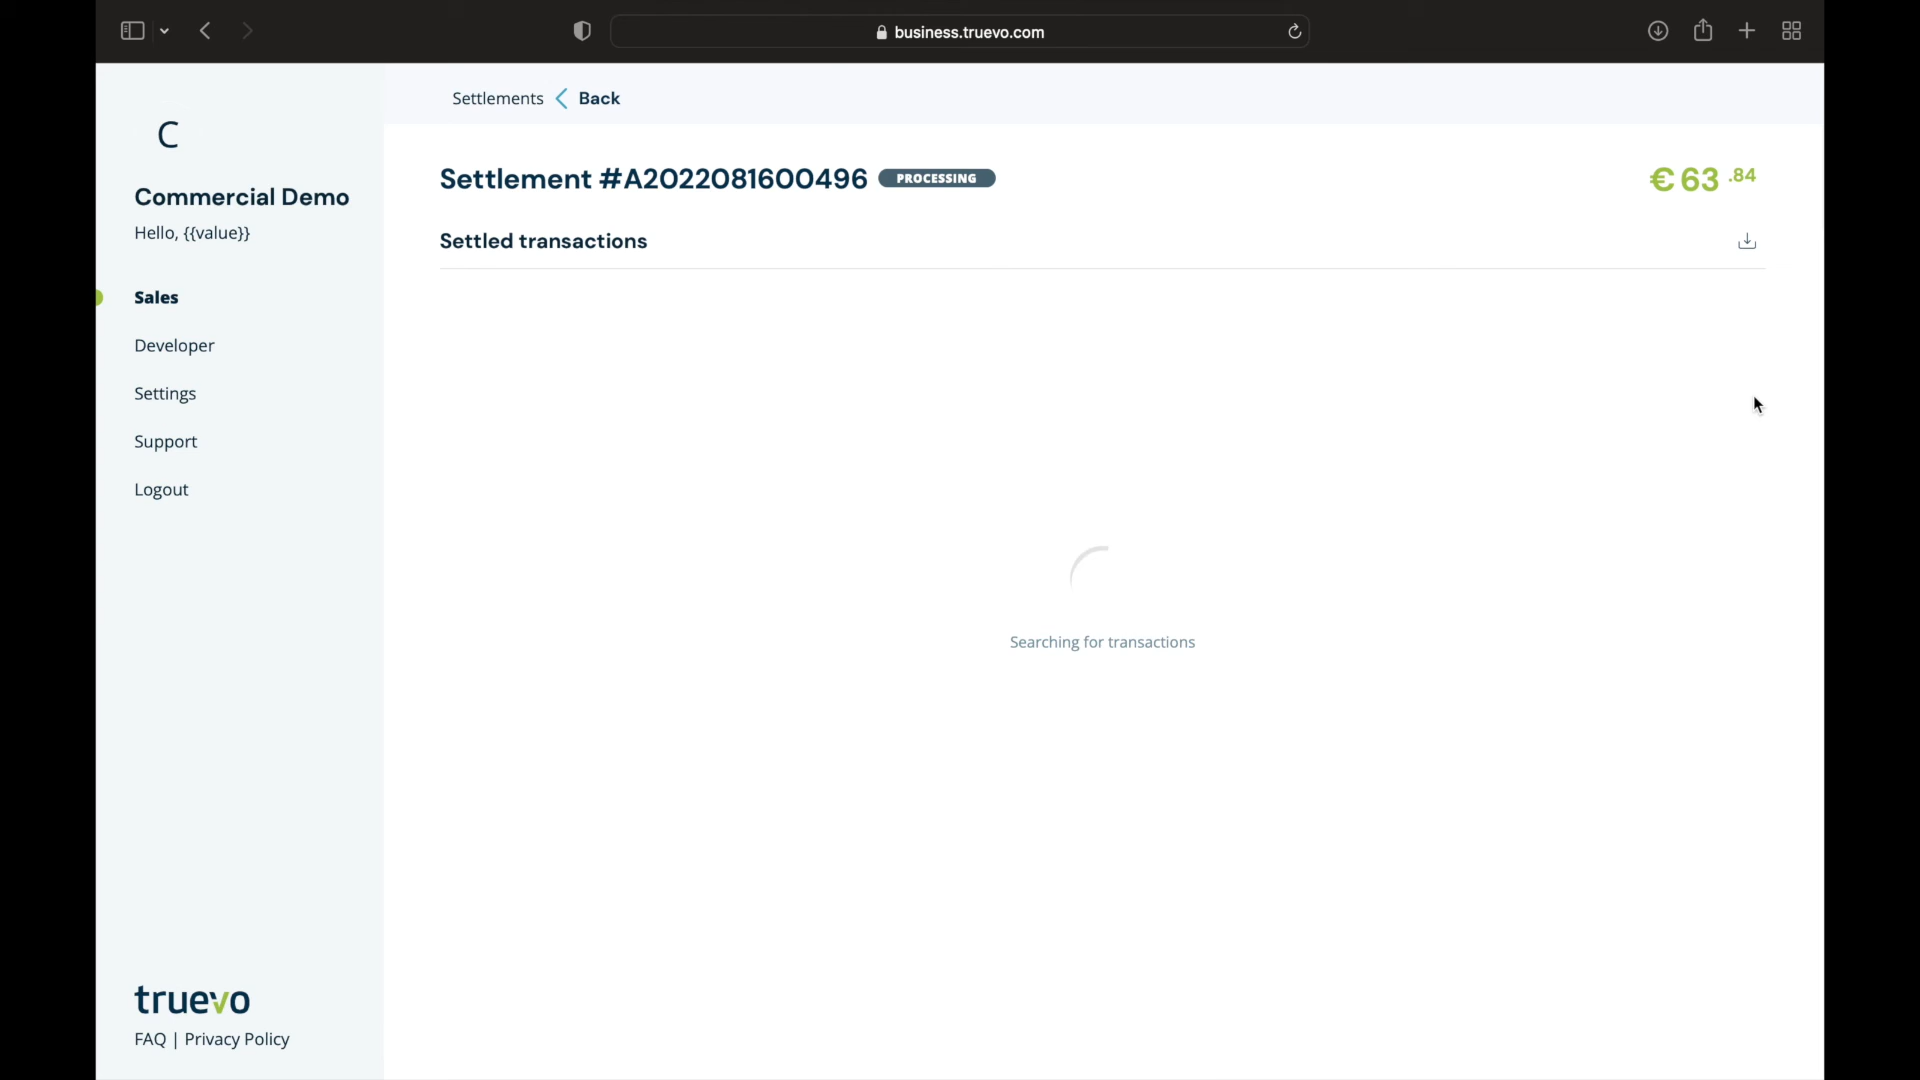 business.truevo.com
Settlements Back
C
Commercial Demo
Hello, {{value}}
Sales
Developer
Settings
Support
Logout
Settlement #A2022081600496 PROCESSING €63 .84
Settled transactions
Searching for transactions
truevo
FAQ | Privacy Policy